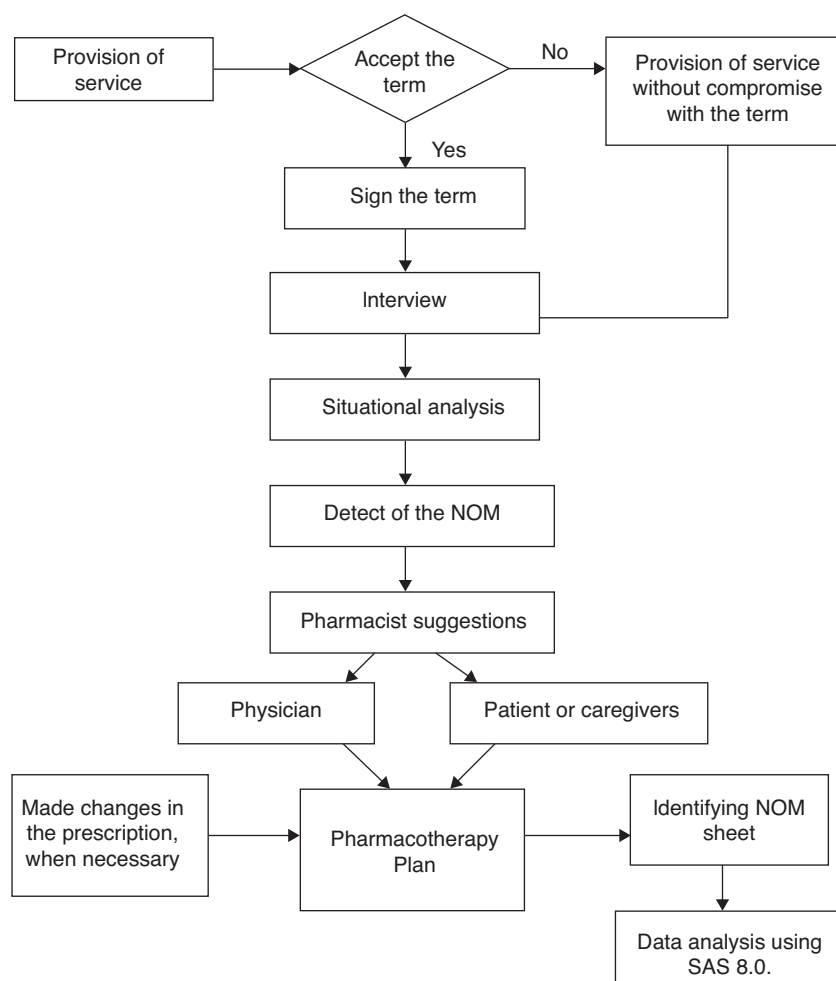 Provision of
service
Accept the
term
No
Provision of service
without compromise
with the term
Yes
Sign the term
Interview
Situational analysis
Detect of the NOM
Pharmacist suggestions
Physician
Patient or caregivers
Made changes in
the prescription,
when necessary
Pharmacotherapy
Plan
Identifying NOM
sheet
Data analysis using
SAS 8.0.